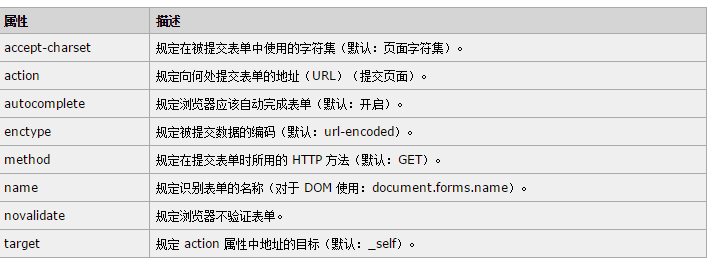 属性 描述
accept-charset 规定在被提交表单中使用的字符集（默认：页面字符集）。
action 规定向何处提交表单的地址（URL）（提交页面）。
autocomplete 规定浏览器应该自动完成表单（默认：开启）。
enctype 规定被提交数据的编码（默认：url-encoded）。
method 规定在提交表单时所用的 HTTP 方法（默认：GET）。
name 规定识别表单的名称（对于 DOM 使用：document.forms.name）。
novalidate 规定浏览器不验证表单。
target 规定 action 属性中地址的目标（默认：_self）。